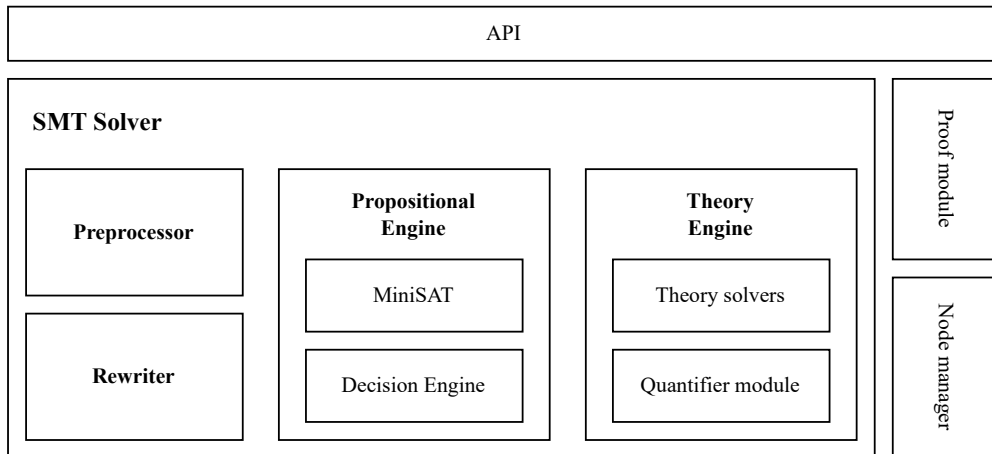 API
SMT Solver
Preprocessor
Rewriter
Propositional
Engine
MiniSAT
Decision Engine
Theory
Engine
Theory solvers
Quantifier module
Proof module
Node manager